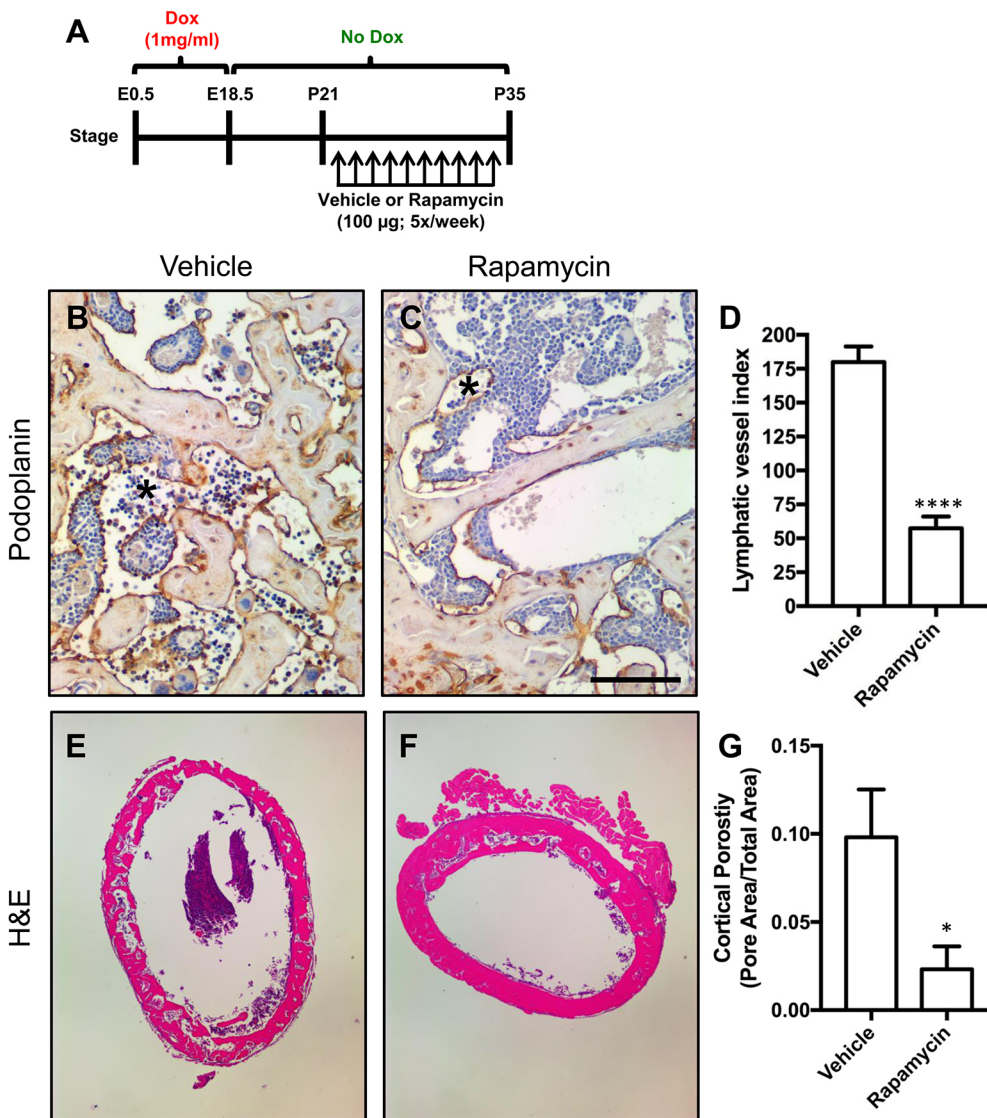 A
Dox
(1mg/ml)
No Dox
E0.5
E18.5
P21
P35
Stage
Vehicle or Rapamycin
(100 µg; 5x/week)
Vehicle
Rapamycin
Podoplanin
B
*
C
*
D
Lymphatic vessel index
200
175
150
125
100
75
50
25
0
****
Vehicle
Rapamycin
H&E
E
F
G
Cortical Porostiy
(Pore Area/Total Area)
0.15
0.10
0.05
0.00
*
Vehicle
Rapamycin